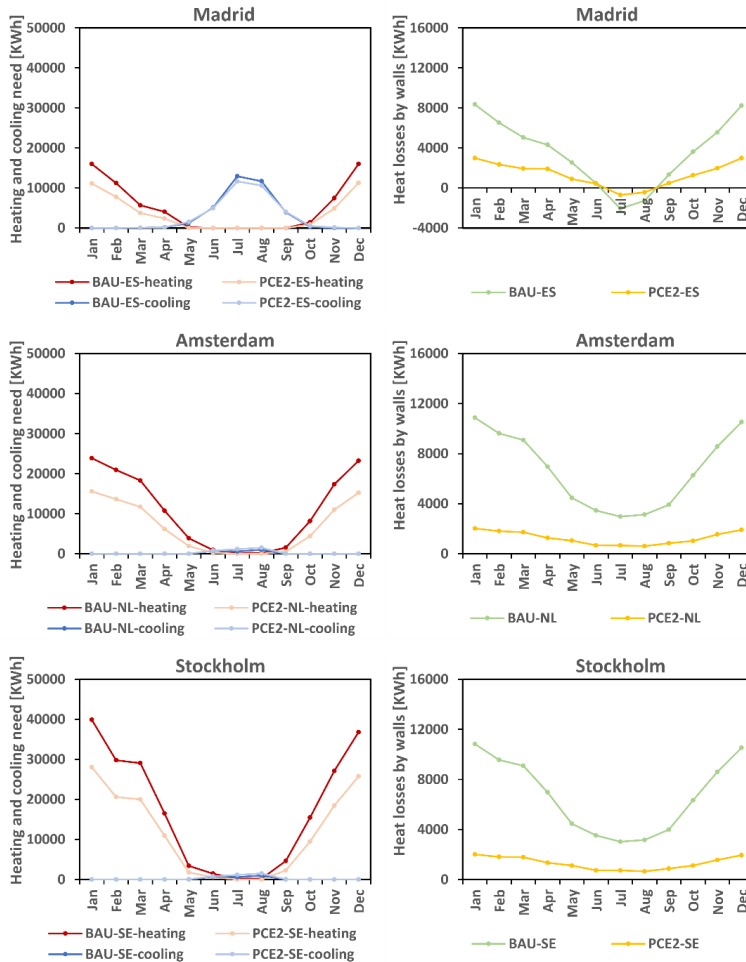 Madrid
Heating and cooling need [KWh]
50000
40000
30000
20000
10000
0
Jan
Feb
Mar
Apr
May
Jun
Jul
Aug
Sep
Oct
Nov
Dec
BAU-ES-heating
PCE2-ES-heating
BAU-ES-cooling
PCE2-ES-cooling
Madrid
Heat losses by walls [KWh]
16000
12000
8000
4000
0
-4000
Jan
Feb
Mar
Apr
May
Jun
Jul
Aug
Sep
Oct
Nov
Dec
BAU-ES
PCE2-ES
Amsterdam
Heating and cooling need [KWh]
50000
40000
30000
20000
10000
0
Jan
Feb
Mar
Apr
May
Jun
Jul
Aug
Sep
Oct
Nov
Dec
BAU-NL-heating
PCE2-NL-heating
BAU-NL-cooling
PCE2-NL-cooling
Amsterdam
Heat losses by walls [KWh]
16000
12000
8000
4000
0
Jan
Feb
Mar
Apr
May
Jun
Jul
Aug
Sep
Oct
Nov
Dec
BAU-NL
PCE2-NL
Stockholm
Heating and cooling need [KWh]
50000
40000
30000
20000
10000
0
Jan
Feb
Mar
Apr
May
Jun
Jul
Aug
Sep
Oct
Nov
Dec
BAU-SE-heating
PCE2-SE-heating
BAU-SE-cooling
PCE2-SE-cooling
Stockholm
Heat losses by walls [KWh]
16000
12000
8000
4000
0
Jan
Feb
Mar
Apr
May
Jun
Jul
Aug
Sep
Oct
Nov
Dec
BAU-SE
PCE2-SE